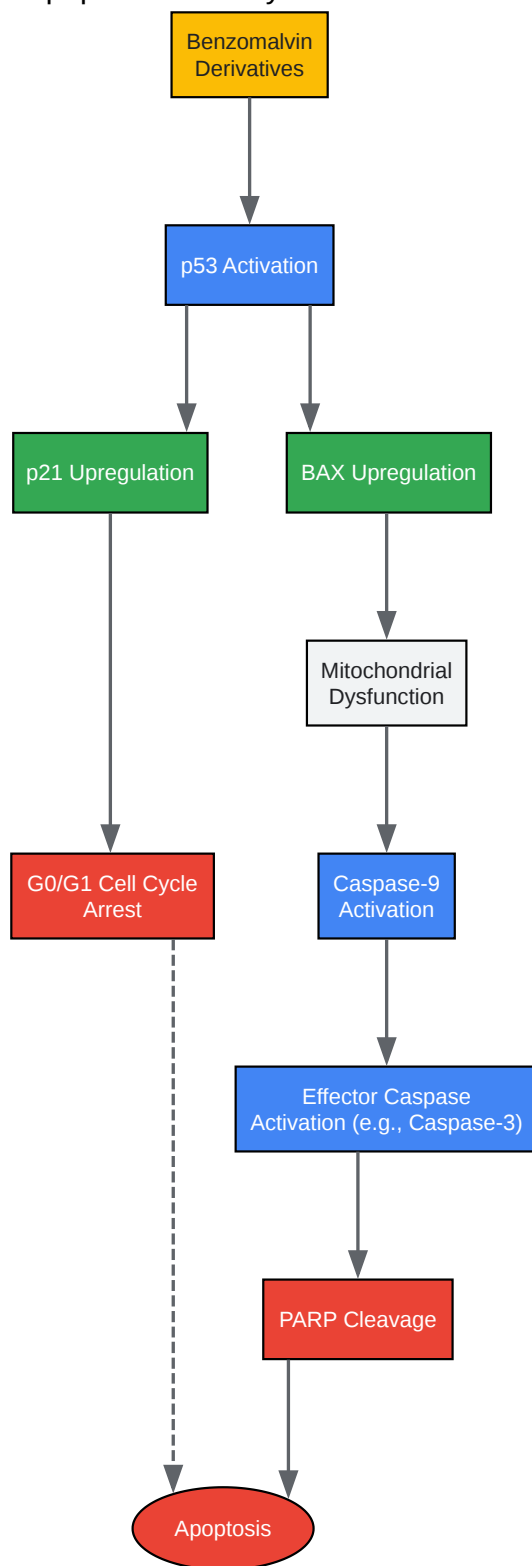 Benzomalvin
Derivatives
p53 Activation
p21 Upregulation
BAX Upregulation
Mitochondrial
Dysfunction
G0/G1 Cell Cycle
Arrest
Caspase-9
Activation
Effector Caspase
Activation (e.g., Caspase-3)
PARP Cleavage
Apoptosis